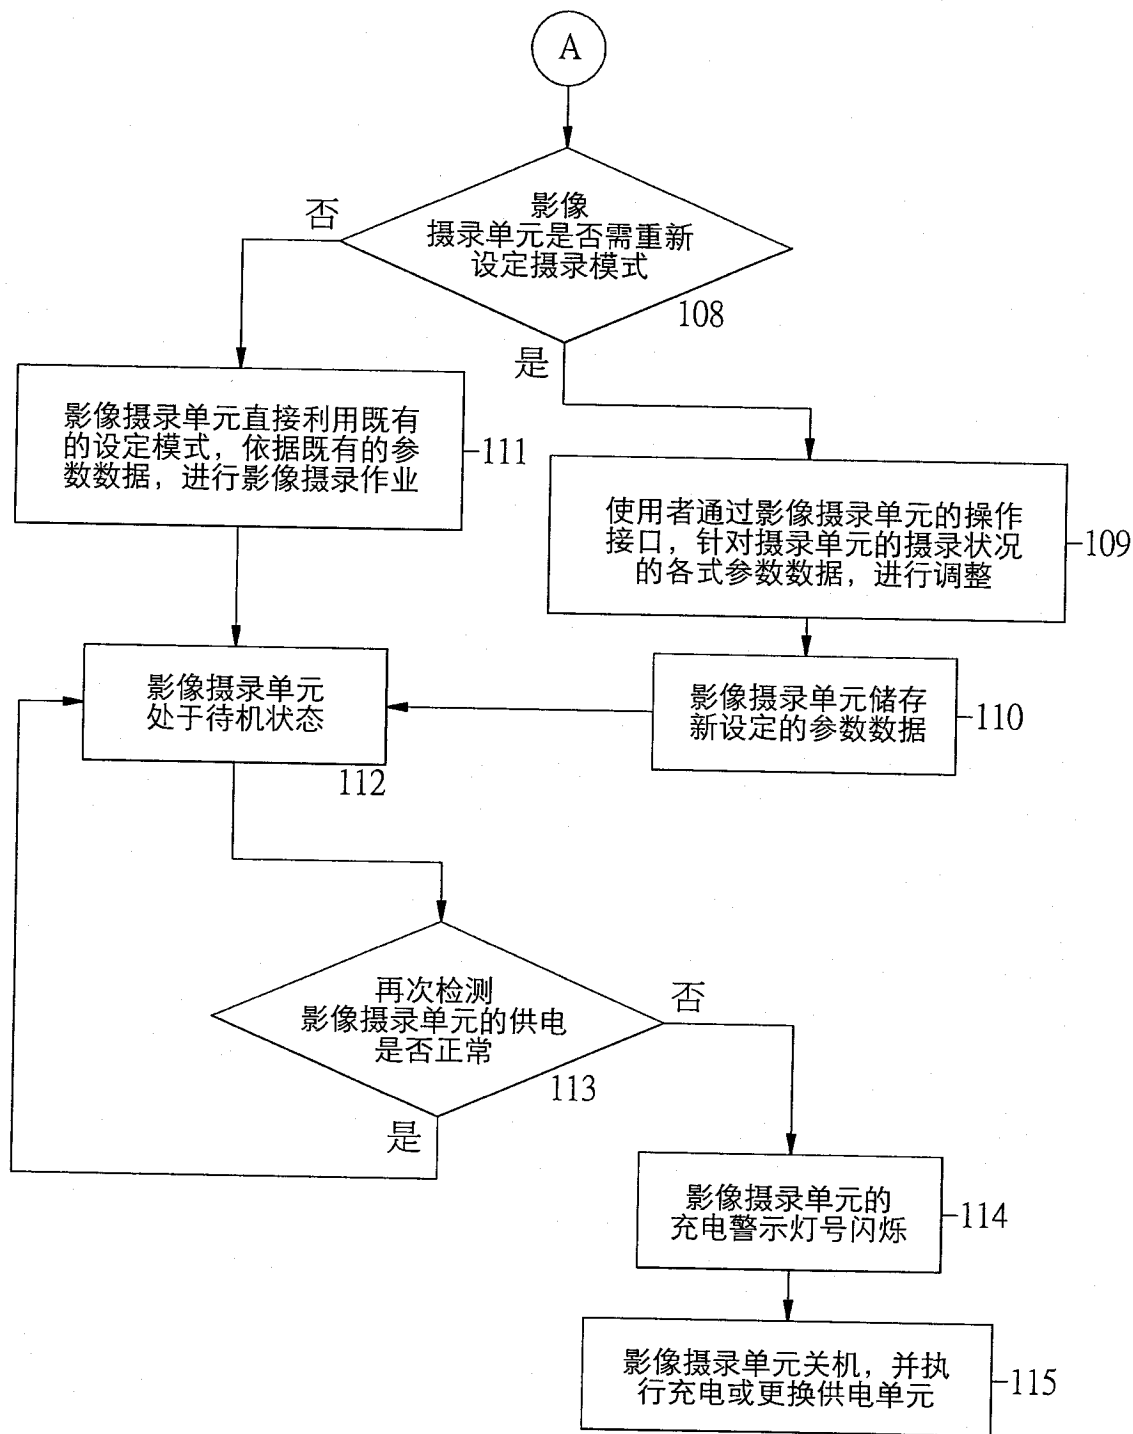 A
影像
摄录单元是否需重新
设定摄录模式
108
否
是
影像摄录单元直接利用既有
的设定模式，依据既有的参
数数据，进行影像摄录作业
111
使用者通过影像摄录单元的操作
接口，针对摄录单元的摄录状况
的各式参数数据，进行调整
109
影像摄录单元储存
新设定的参数数据
110
影像摄录单元
处于待机状态
112
再次检测
影像摄录单元的供电
是否正常
113
否
是
影像摄录单元的
充电警示灯号闪烁
114
影像摄录单元关机，并执
行充电或更换供电单元
115